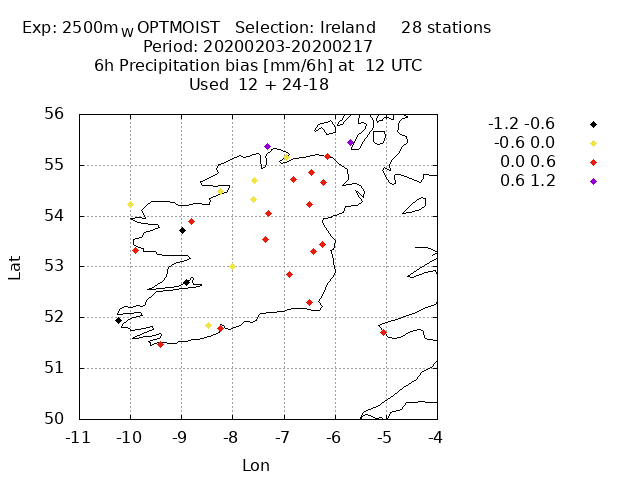 Exp: 2500m W OPTMOIST Selection: Ireland 28 stations
Period: 20200203-20200217
6h Precipitation bias [mm/6h] at 12 UTC
Used 12 + 24-18
-1.2 -0.6
-0.6 0.0
0.0 0.6
0.6 1.2
Lat
56
55
54
53
52
51
50
-11 -10 -9 -8 -7 -6 -5 -4
Lon